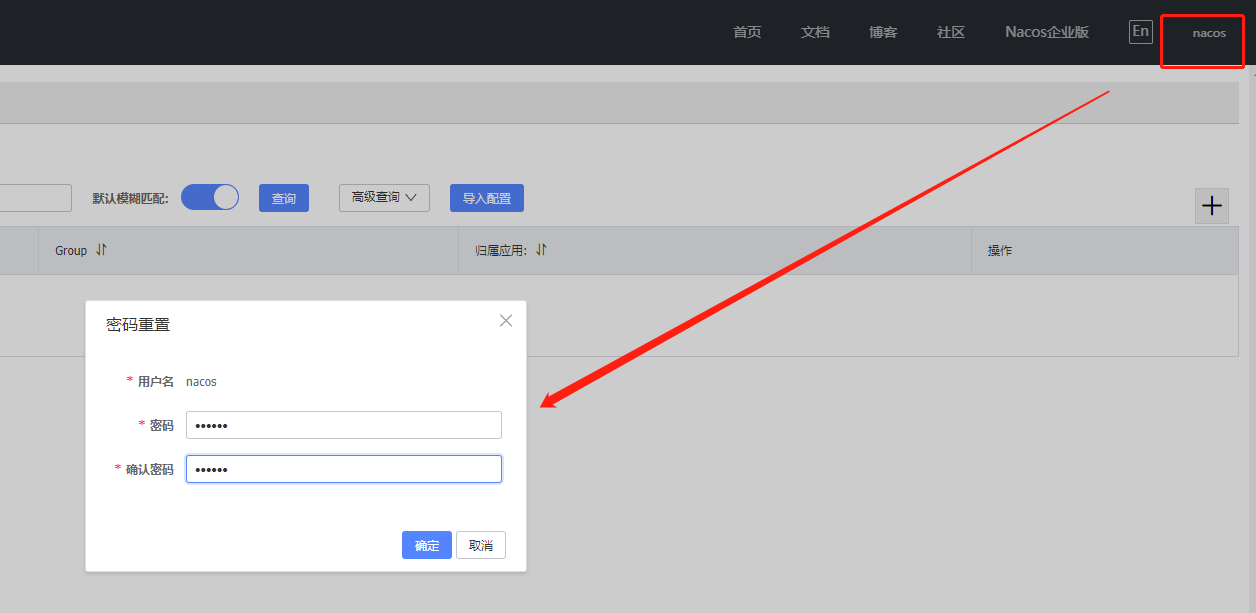 首页 文档 博客 社区 Nacos企业版 En nacos
默认模糊匹配: 查询 高级查询 导入配置
Group 归属应用: 操作
密码重置
* 用户名 nacos
* 密码 ••••••
* 确认密码 ••••••
确定 取消